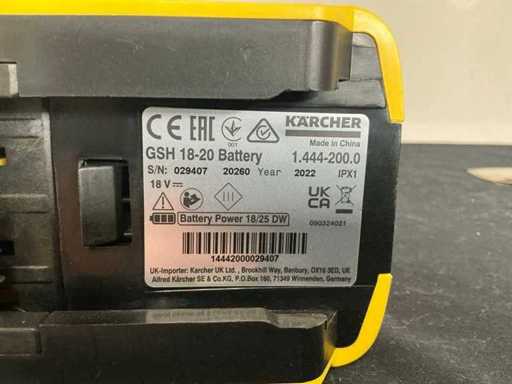 CE EAC 001 KÄRCHER
Made in China
GSH 18-20 Battery 1.444-200.0
S/N: 029407 20260 Year 2022 IPX1
18 V
III
UK
CA
Battery Power 18/25 DW
090324021
14442000029407
UK-Importer: Karcher UK Ltd. , Brookhill Way, Banbury, OX16 3ED, UK
Alfred Kärcher SE & Co.KG, P.O.Box 160, 71349 Winnenden, Germany